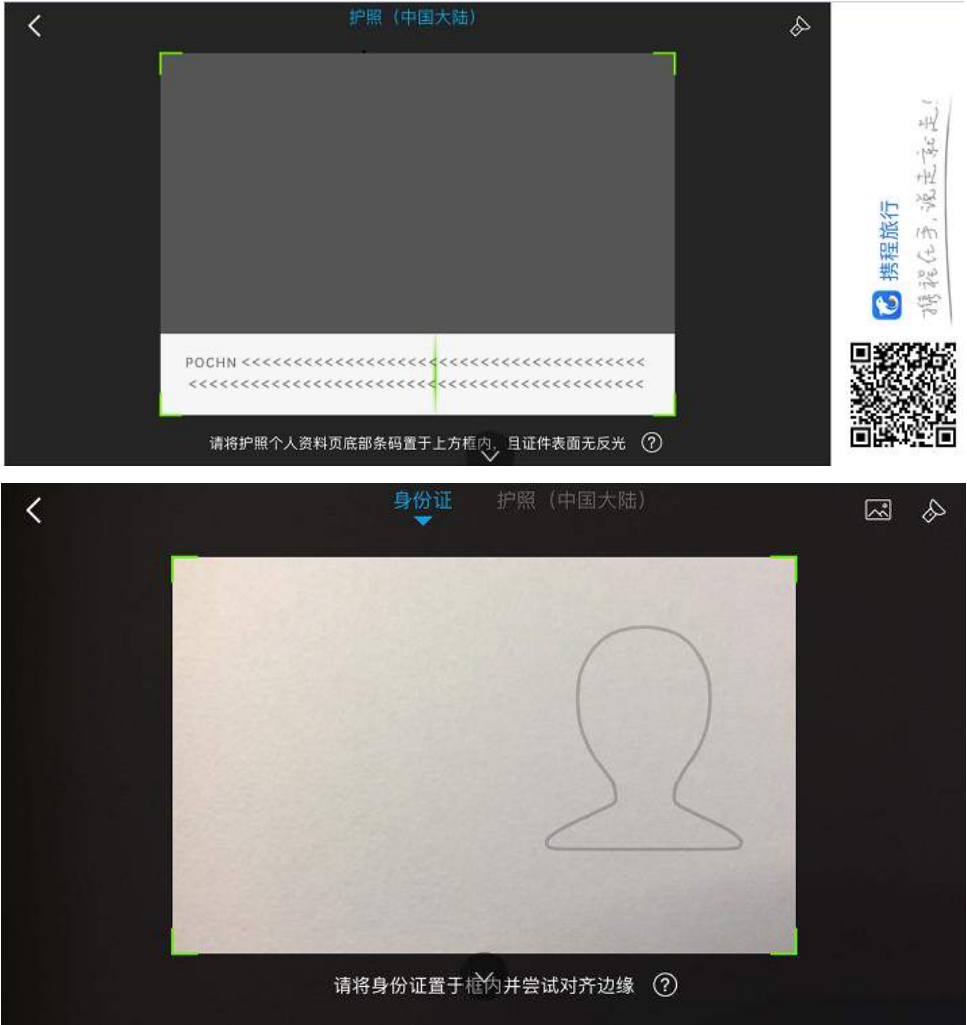 护照（中国大陆）
POCHN <<<<<<<<<<<<<<<<<<<<<<<<<<<<<<<<<<<<<<<
<<<<<<<<<<<<<<<<<<<<<<<<<<<<<<<<<<<<<<<<<<<<
请将护照个人资料页底部条码置于上方框内，且证件表面无反光 ?
携程旅行
携程在手，说走就走！
身份证 护照（中国大陆）
请将身份证置于框内并尝试对齐边缘 ?